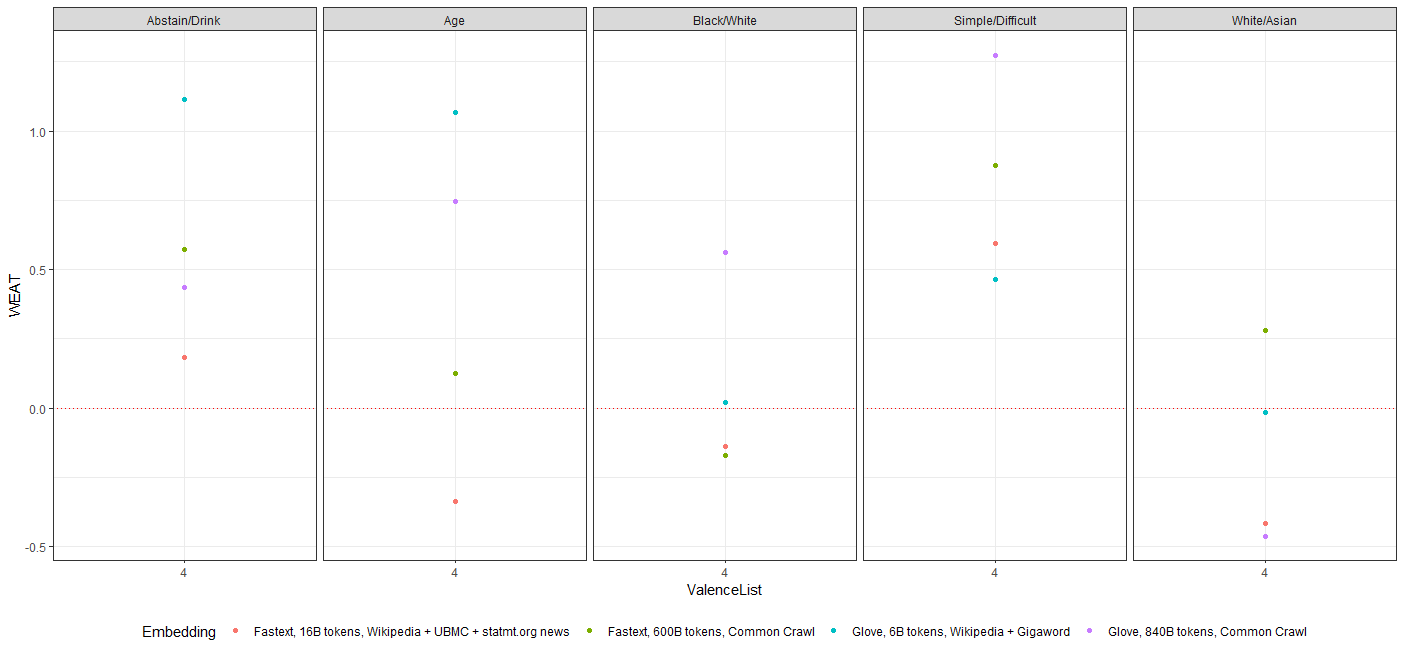 Abstain/Drink Age Black/White Simple/Difficult White/Asian
WEAT
1.0
0.5
0.0
-0.5
4 4 4 4 4
ValenceList
Embedding Fastext, 16B tokens, Wikipedia + UBMC + statmt.org news Fastext, 600B tokens, Common Crawl Glove, 6B tokens, Wikipedia + Gigaword Glove, 840B tokens, Common Crawl